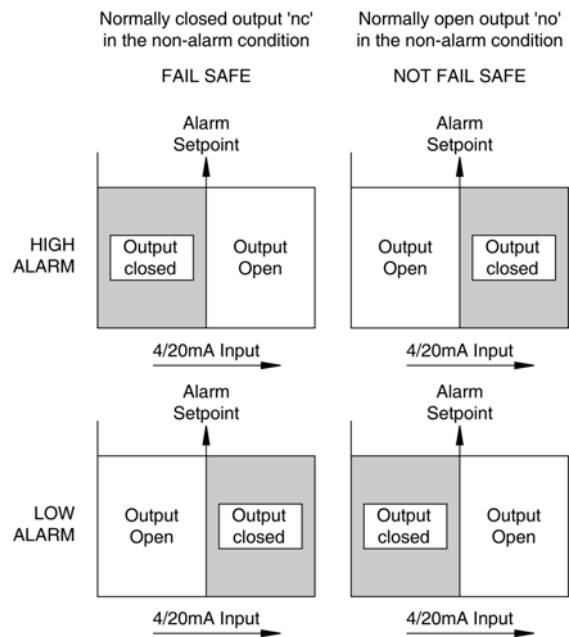 Normally closed output 'nc'
in the non-alarm condition
FAIL SAFE
Normally open output 'no'
in the non-alarm condition
NOT FAIL SAFE
HIGH
ALARM
Alarm
Setpoint
Output
closed
Output
Open
4/20mA Input
Alarm
Setpoint
Output
Open
Output
closed
4/20mA Input
LOW
ALARM
Alarm
Setpoint
Output
Open
Output
closed
4/20mA Input
Alarm
Setpoint
Output
closed
Output
Open
4/20mA Input